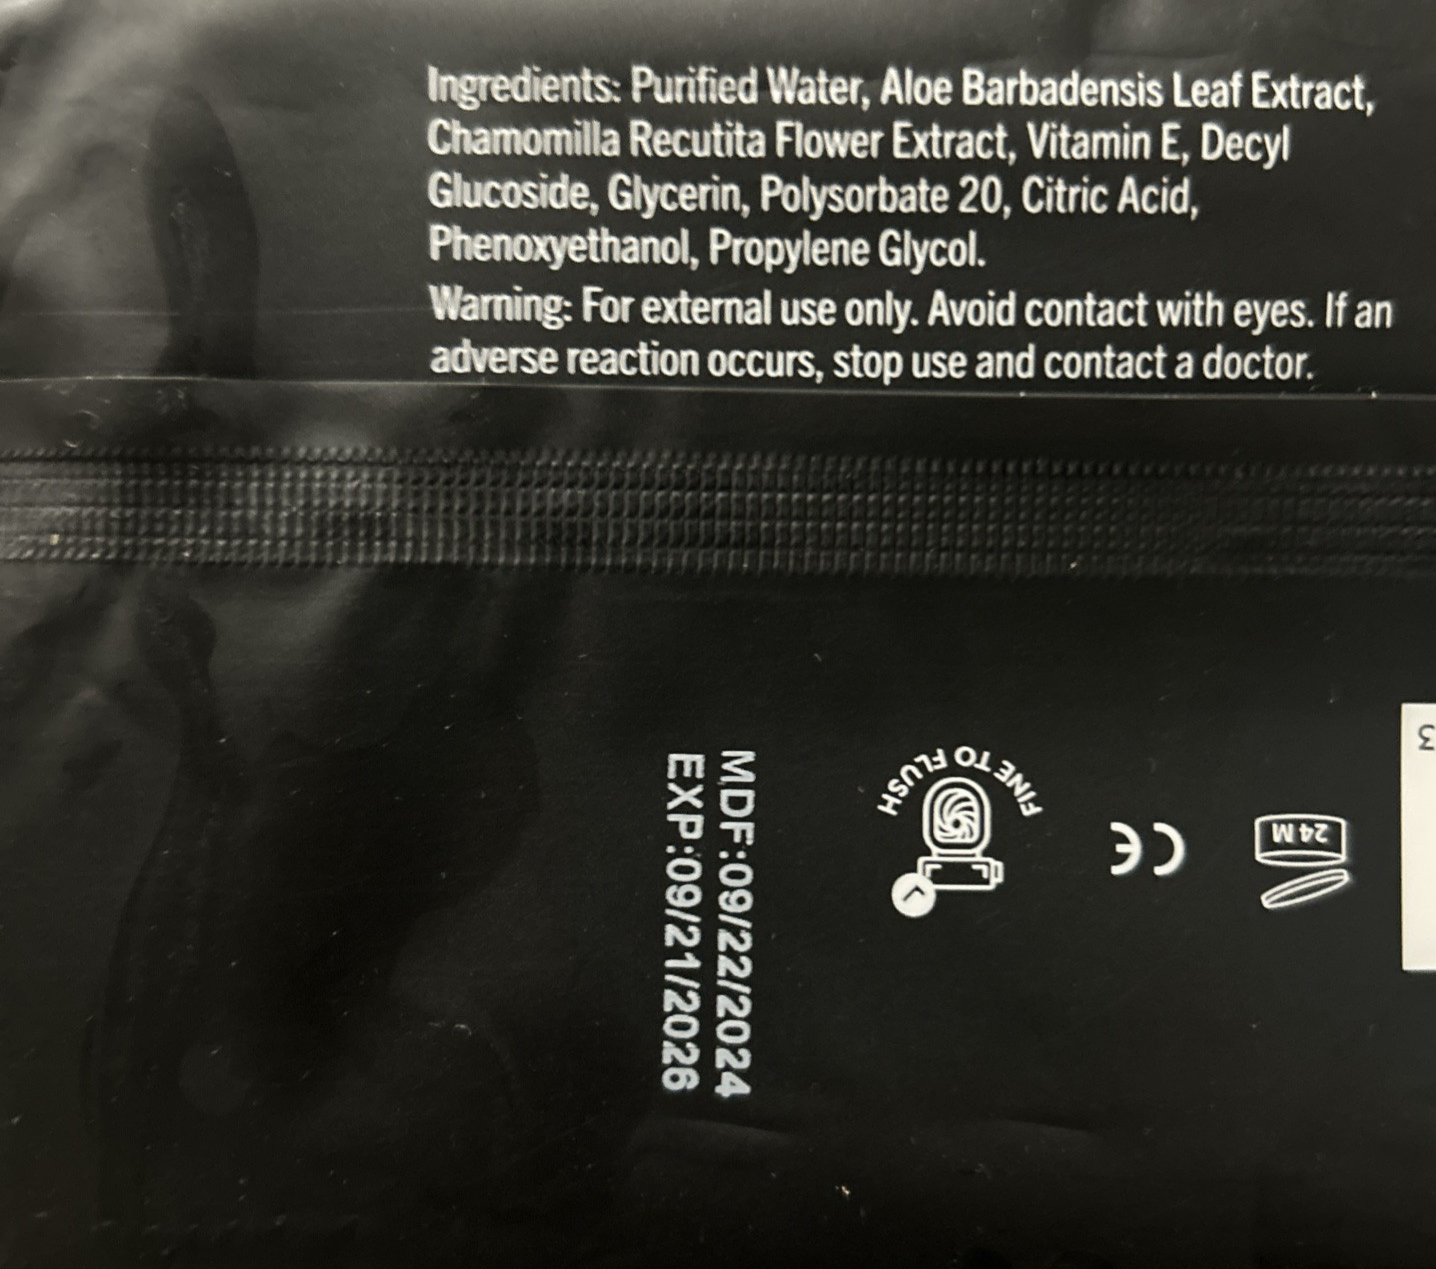 Ingredients: Purified Water, Aloe Barbadensis Leaf Extract,
Chamomilla Recutita Flower Extract, Vitamin E, Decyl
Glucoside, Glycerin, Polysorbate 20, Citric Acid,
Phenoxyethanol, Propylene Glycol.
Warning: For external use only. Avoid contact with eyes. If an
adverse reaction occurs, stop use and contact a doctor.
MDF:09/22/2024
EXP:09/21/2026
FINE TO FLUSH
CE
24 M
3